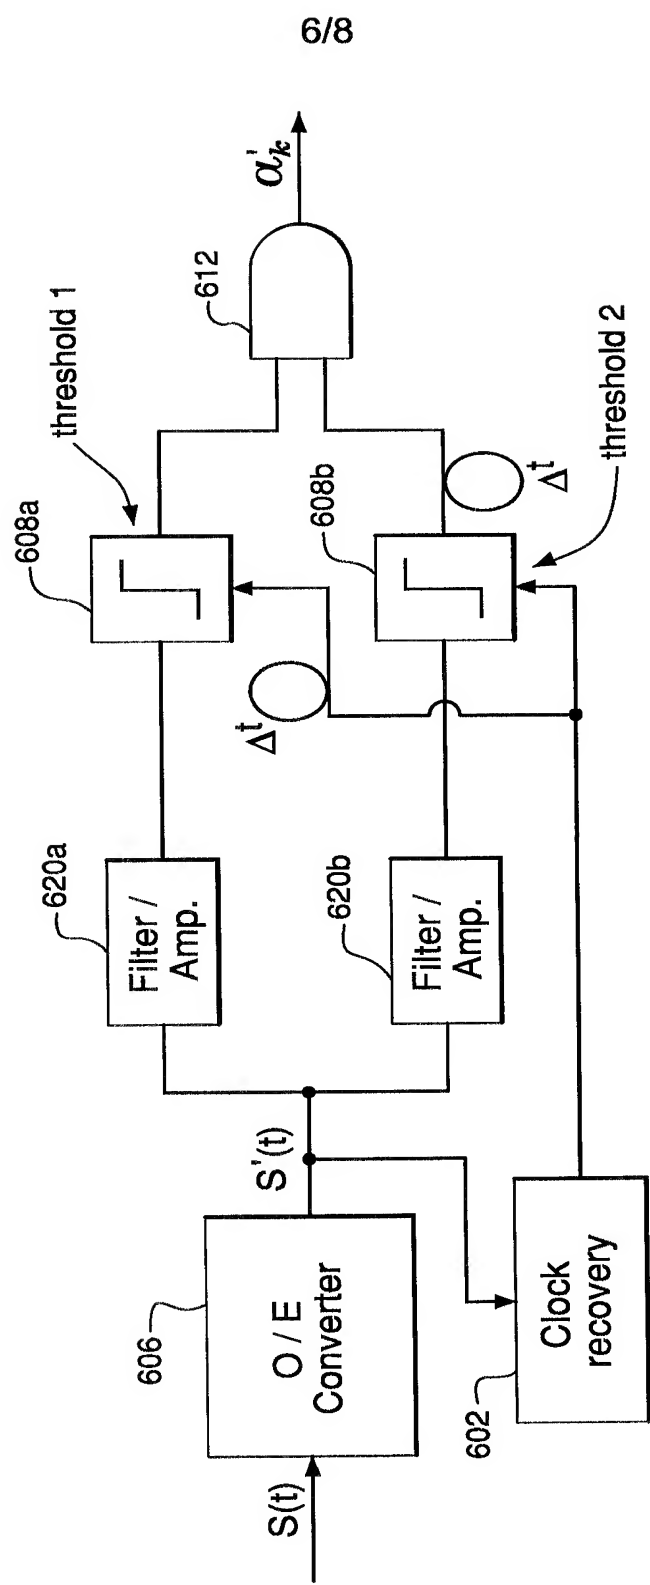 6/8
S(t)
606
O / E
Converter
S'(t)
602
Clock
recovery
620a
Filter /
Amp.
620b
Filter /
Amp.
Δt
608a
threshold 1
608b
Δt
threshold 2
612
α'k